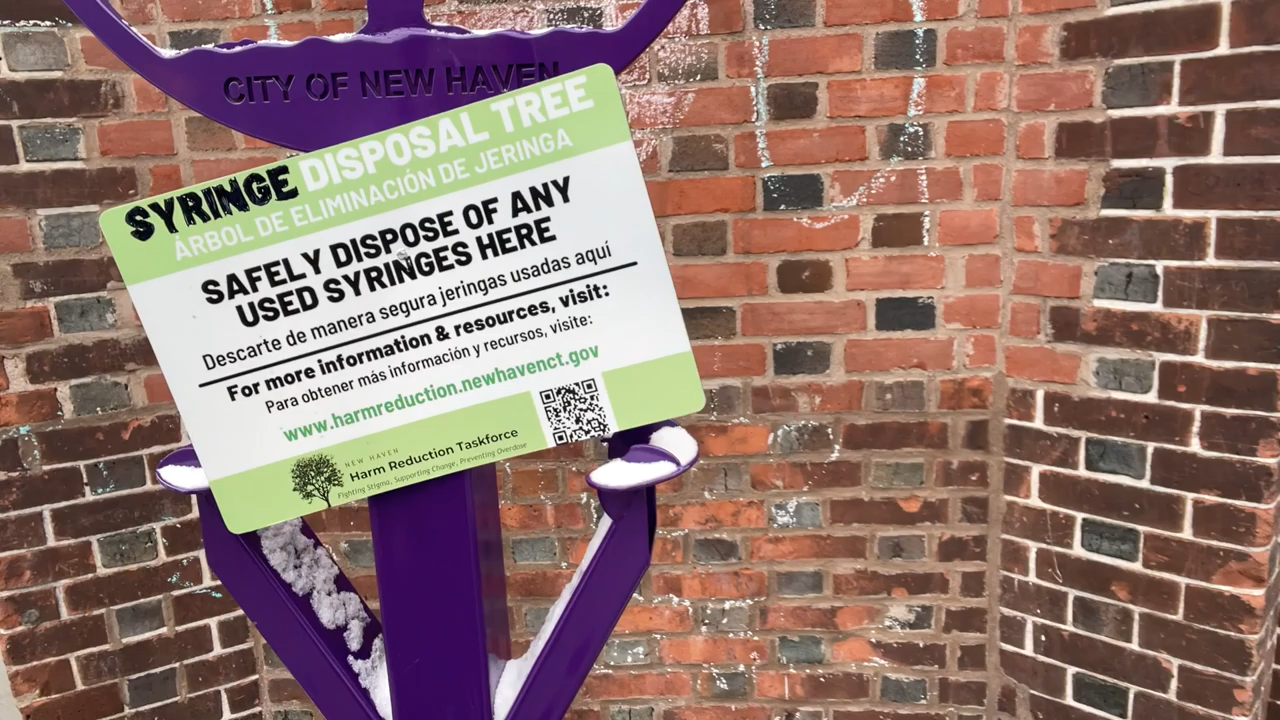 CITY OF NEW HAVEN
SYRINGE DISPOSAL TREE
ÁRBOL DE ELIMINACIÓN DE JERINGA
SAFELY DISPOSE OF ANY
USED SYRINGES HERE
Descarte de manera segura jeringas usadas aquí
For more information & resources, visit:
Para obtener más información y recursos, visite:
www.harmreduction.newhavenct.gov
NEW HAVEN
Harm Reduction Taskforce
Fighting Stigma, Supporting Change, Preventing Overdose